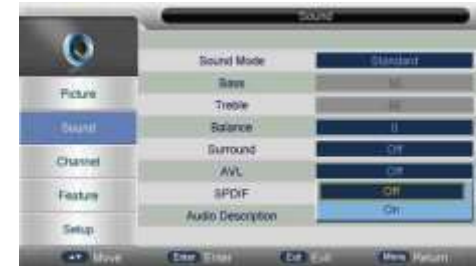 Sound
Sound Mode Standard
Bass
Picture
Treble
Sound
Balance 0
Surround Off
Channel
AVL Off
Feature
SPDIF Off
On
Audio Description
Setup
Move Enter Enter Exit Exit Menu Return